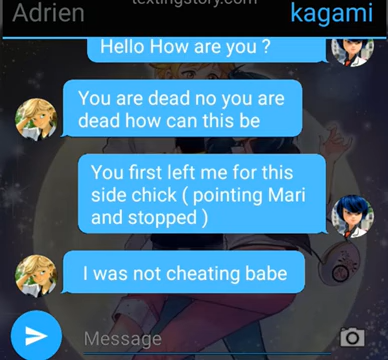 textingstory.com
Adrien kagami
Hello How are you ?
You are dead no you are
dead how can this be
You first left me for this
side chick ( pointing Mari
and stopped )
I was not cheating babe
Message